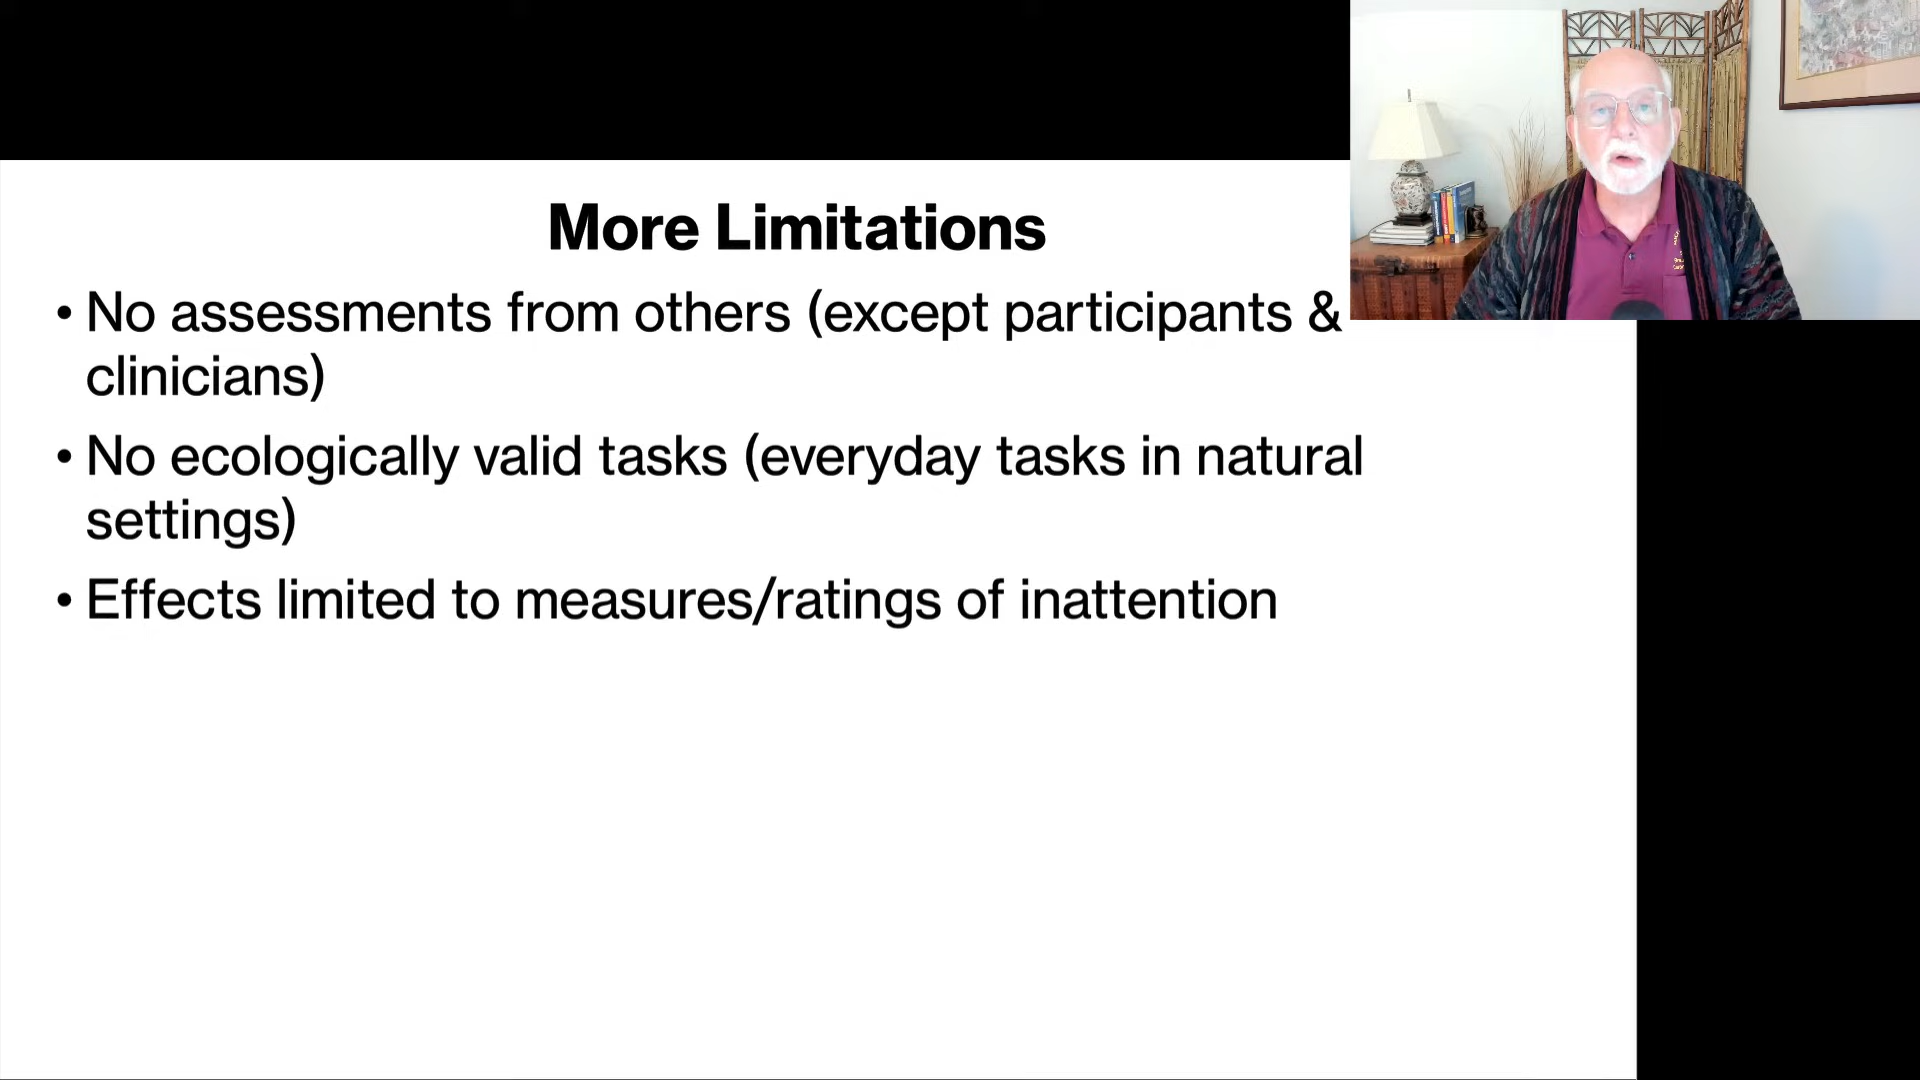 More Limitations
• No assessments from others (except participants &
clinicians)
• No ecologically valid tasks (everyday tasks in natural
settings)
• Effects limited to measures/ratings of inattention